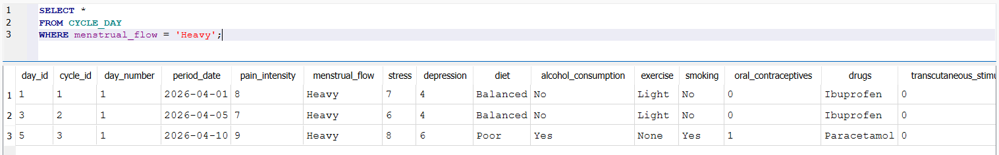 1 SELECT *
2 FROM CYCLE_DAY
3 WHERE menstrual_flow = 'Heavy';
day_id cycle_id day_number period_date pain_intensity menstrual_flow stress depression diet alcohol_consumption exercise smoking oral_contraceptives drugs transcutaneous_stimu
1 1 1 1 2026-04-01 8 Heavy 7 4 Balanced No Light No 0 Ibuprofen 0
2 3 2 1 2026-04-05 7 Heavy 6 4 Balanced No Light No 0 Ibuprofen 0
3 5 3 1 2026-04-10 9 Heavy 8 6 Poor Yes None Yes 1 Paracetamol 0